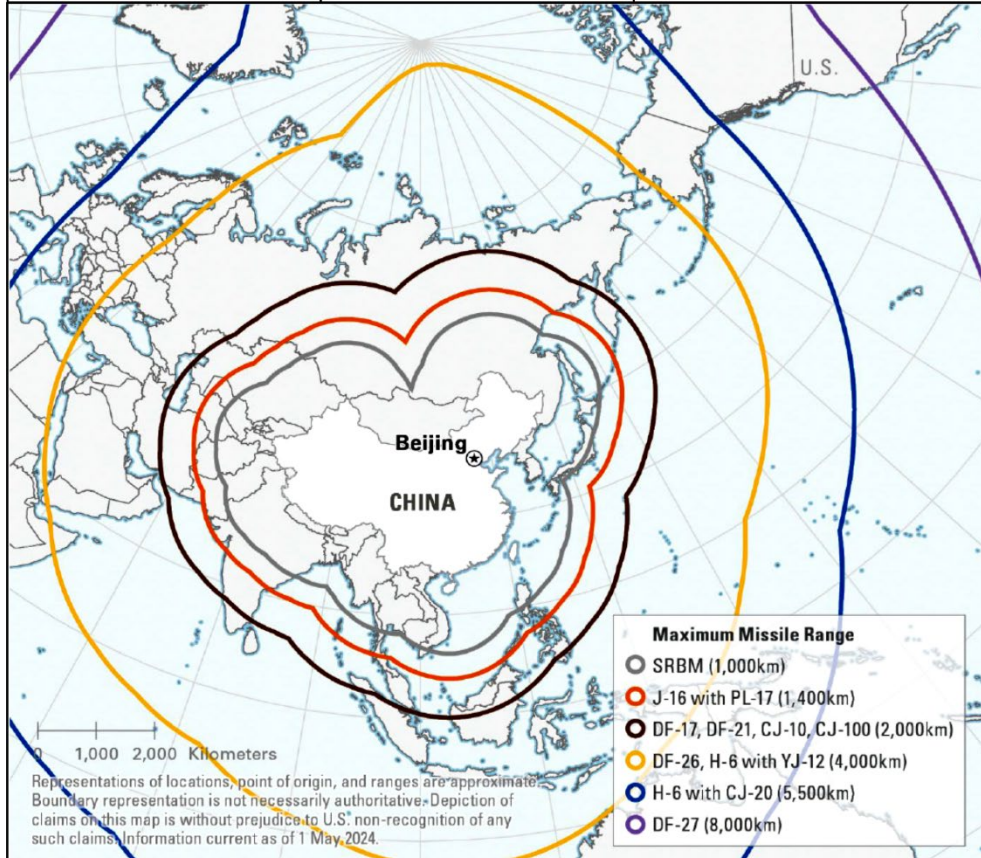 U.S.
Beijing
CHINA
Maximum Missile Range
SRBM (1,000km)
J-16 with PL-17 (1,400km)
DF-17, DF-21, CJ-10, CJ-100 (2,000km)
DF-26, H-6 with YJ-12 (4,000km)
H-6 with CJ-20 (5,500km)
DF-27 (8,000km)
0 1,000 2,000 Kilometers
Representations of locations, point of origin, and ranges are approximate.
Boundary representation is not necessarily authoritative. Depiction of
claims on this map is without prejudice to U.S. non-recognition of any
such claims. Information current as of 1 May 2024.